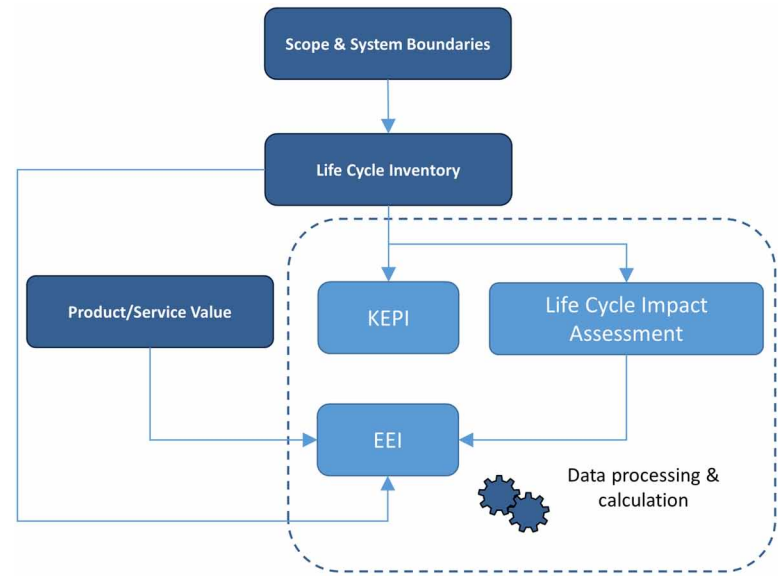 Scope & System Boundaries
Life Cycle Inventory
Product/Service Value
KEPI
Life Cycle Impact
Assessment
EEI
Data processing &
calculation